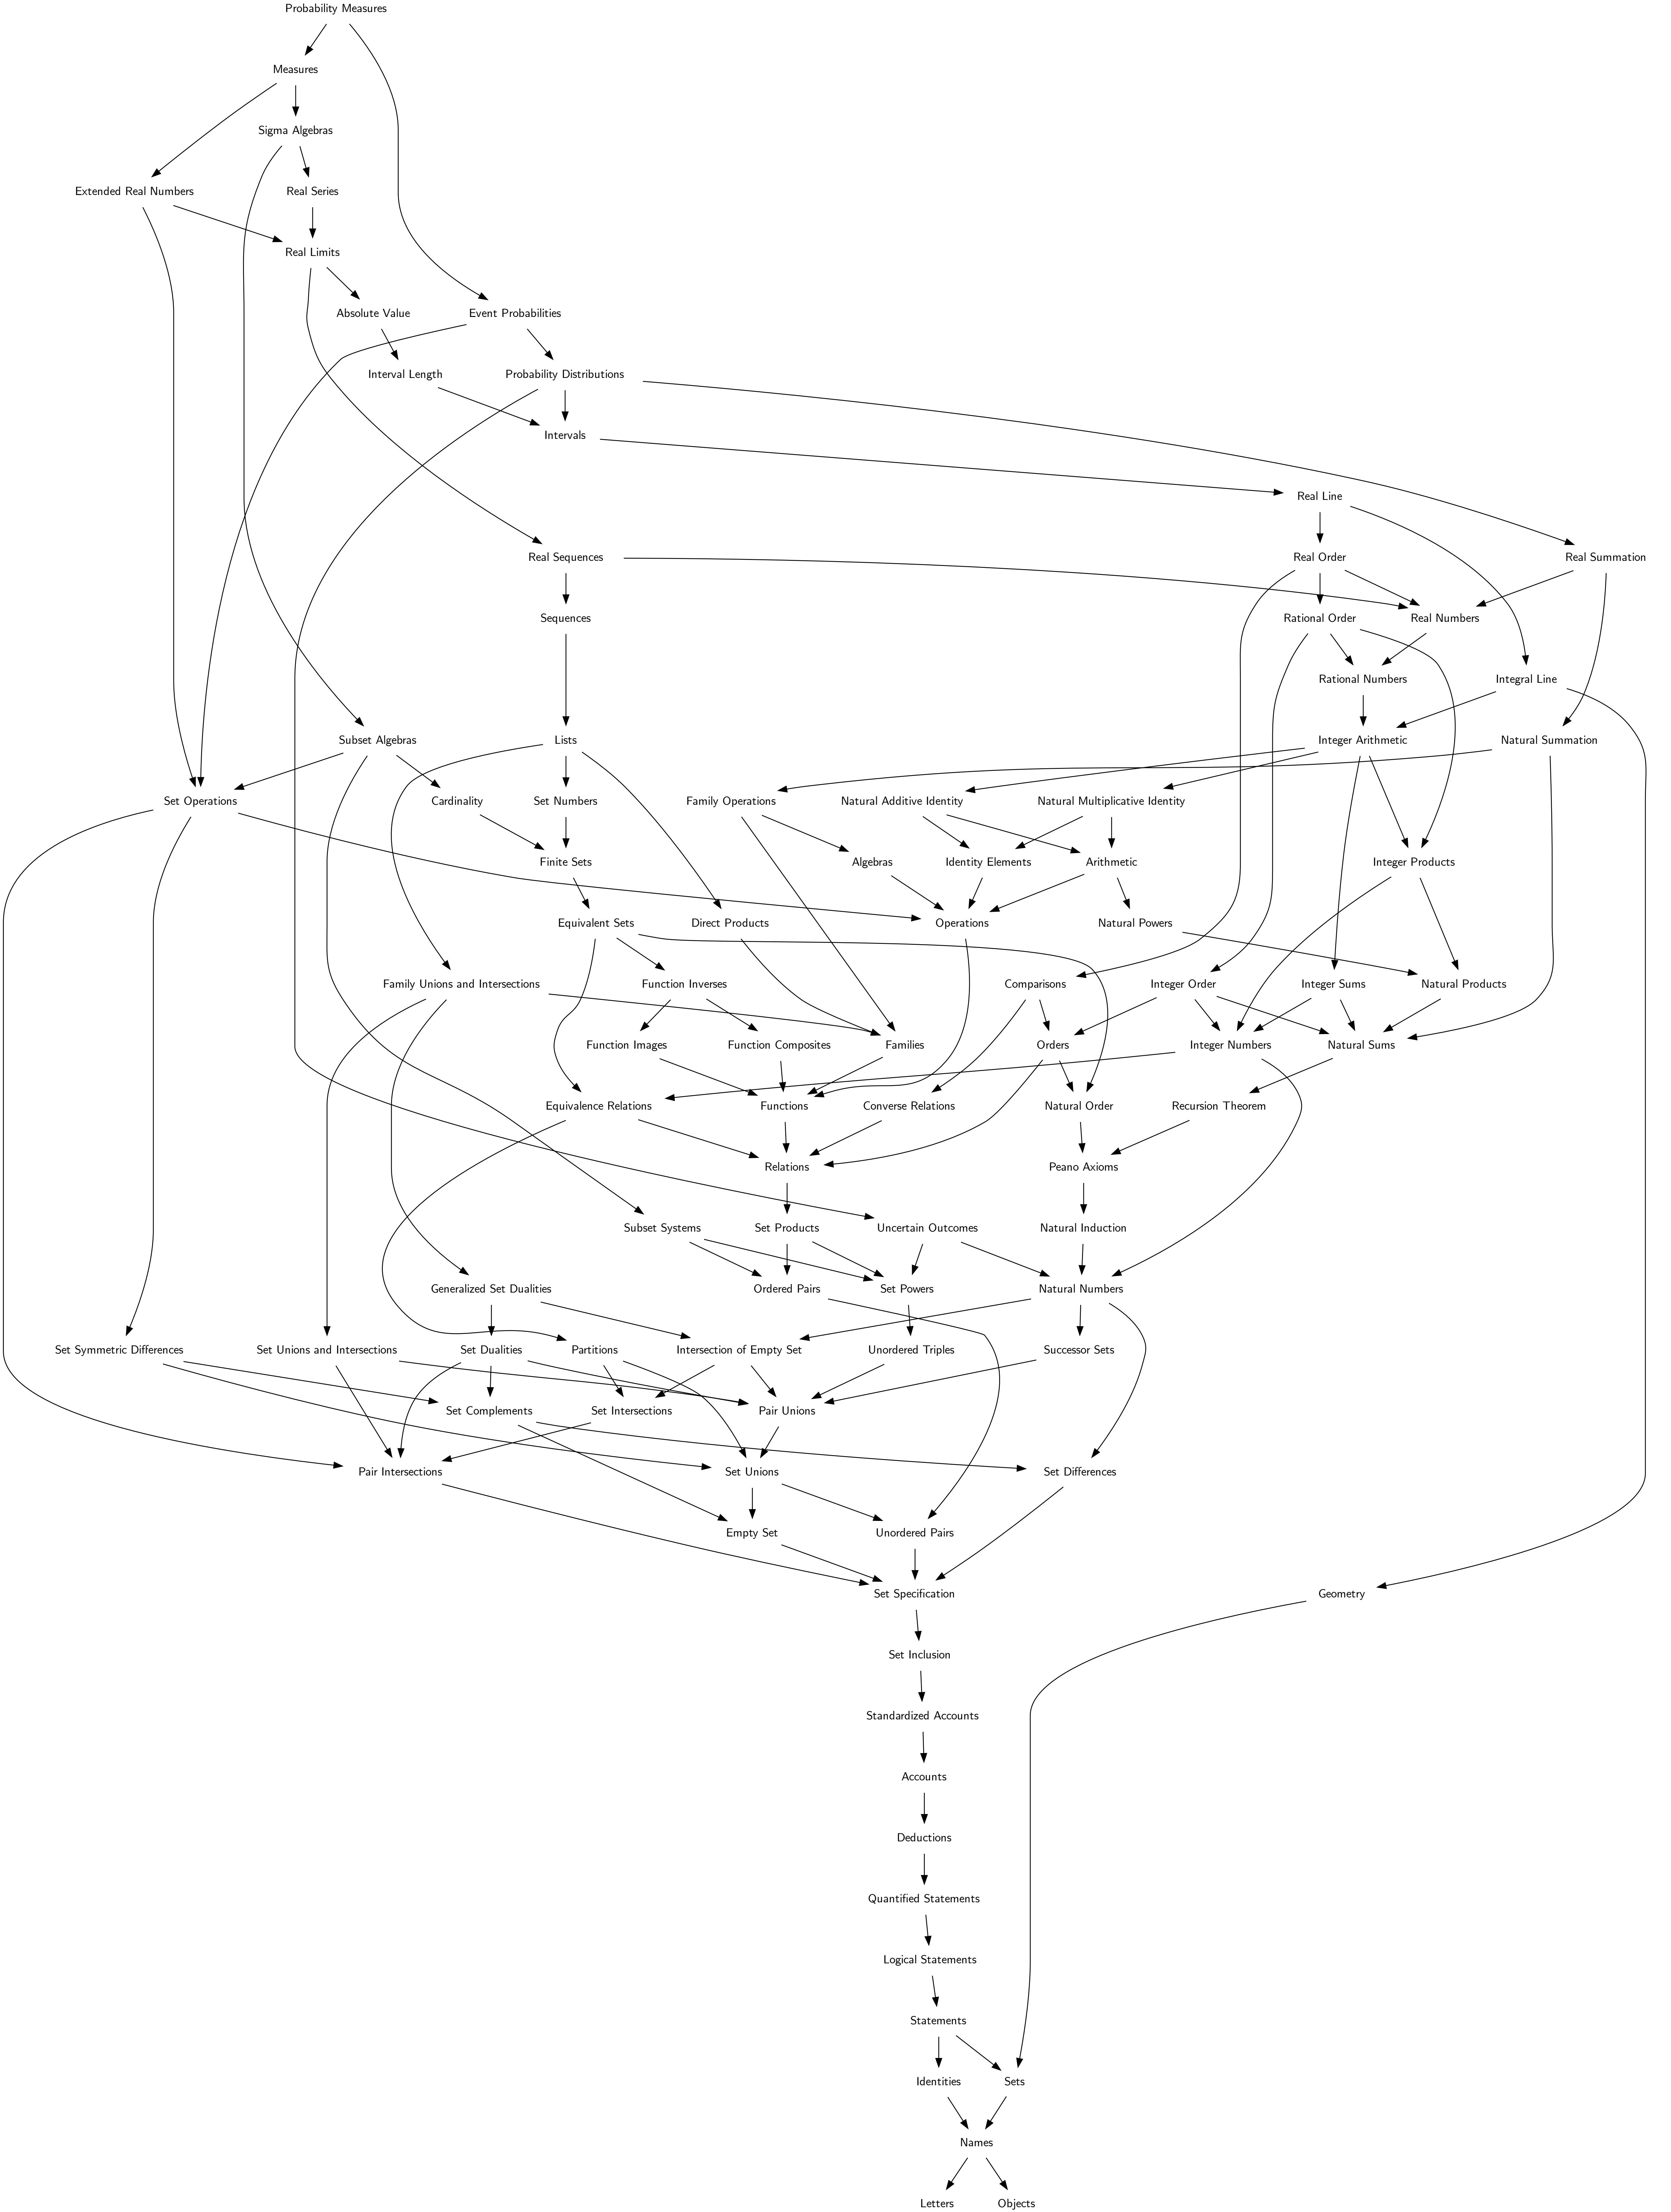 Probability Measures
Measures
Sigma Algebras
Extended Real Numbers
Real Series
Real Limits
Absolute Value
Event Probabilities
Interval Length
Probability Distributions
Intervals
Real Line
Real Sequences
Real Order
Real Summation
Sequences
Rational Order
Real Numbers
Rational Numbers
Integral Line
Subset Algebras
Lists
Integer Arithmetic
Natural Summation
Set Operations
Cardinality
Set Numbers
Family Operations
Natural Additive Identity
Natural Multiplicative Identity
Finite Sets
Algebras
Identity Elements
Arithmetic
Integer Products
Equivalent Sets
Direct Products
Operations
Natural Powers
Family Unions and Intersections
Function Inverses
Comparisons
Integer Order
Integer Sums
Natural Products
Function Images
Function Composites
Families
Orders
Integer Numbers
Natural Sums
Equivalence Relations
Functions
Converse Relations
Natural Order
Recursion Theorem
Relations
Peano Axioms
Subset Systems
Set Products
Uncertain Outcomes
Natural Induction
Generalized Set Dualities
Ordered Pairs
Set Powers
Natural Numbers
Set Symmetric Differences
Set Unions and Intersections
Set Dualities
Partitions
Intersection of Empty Set
Unordered Triples
Successor Sets
Set Complements
Set Intersections
Pair Unions
Pair Intersections
Set Unions
Set Differences
Empty Set
Unordered Pairs
Set Specification
Geometry
Set Inclusion
Standardized Accounts
Accounts
Deductions
Quantified Statements
Logical Statements
Statements
Identities
Sets
Names
Letters
Objects